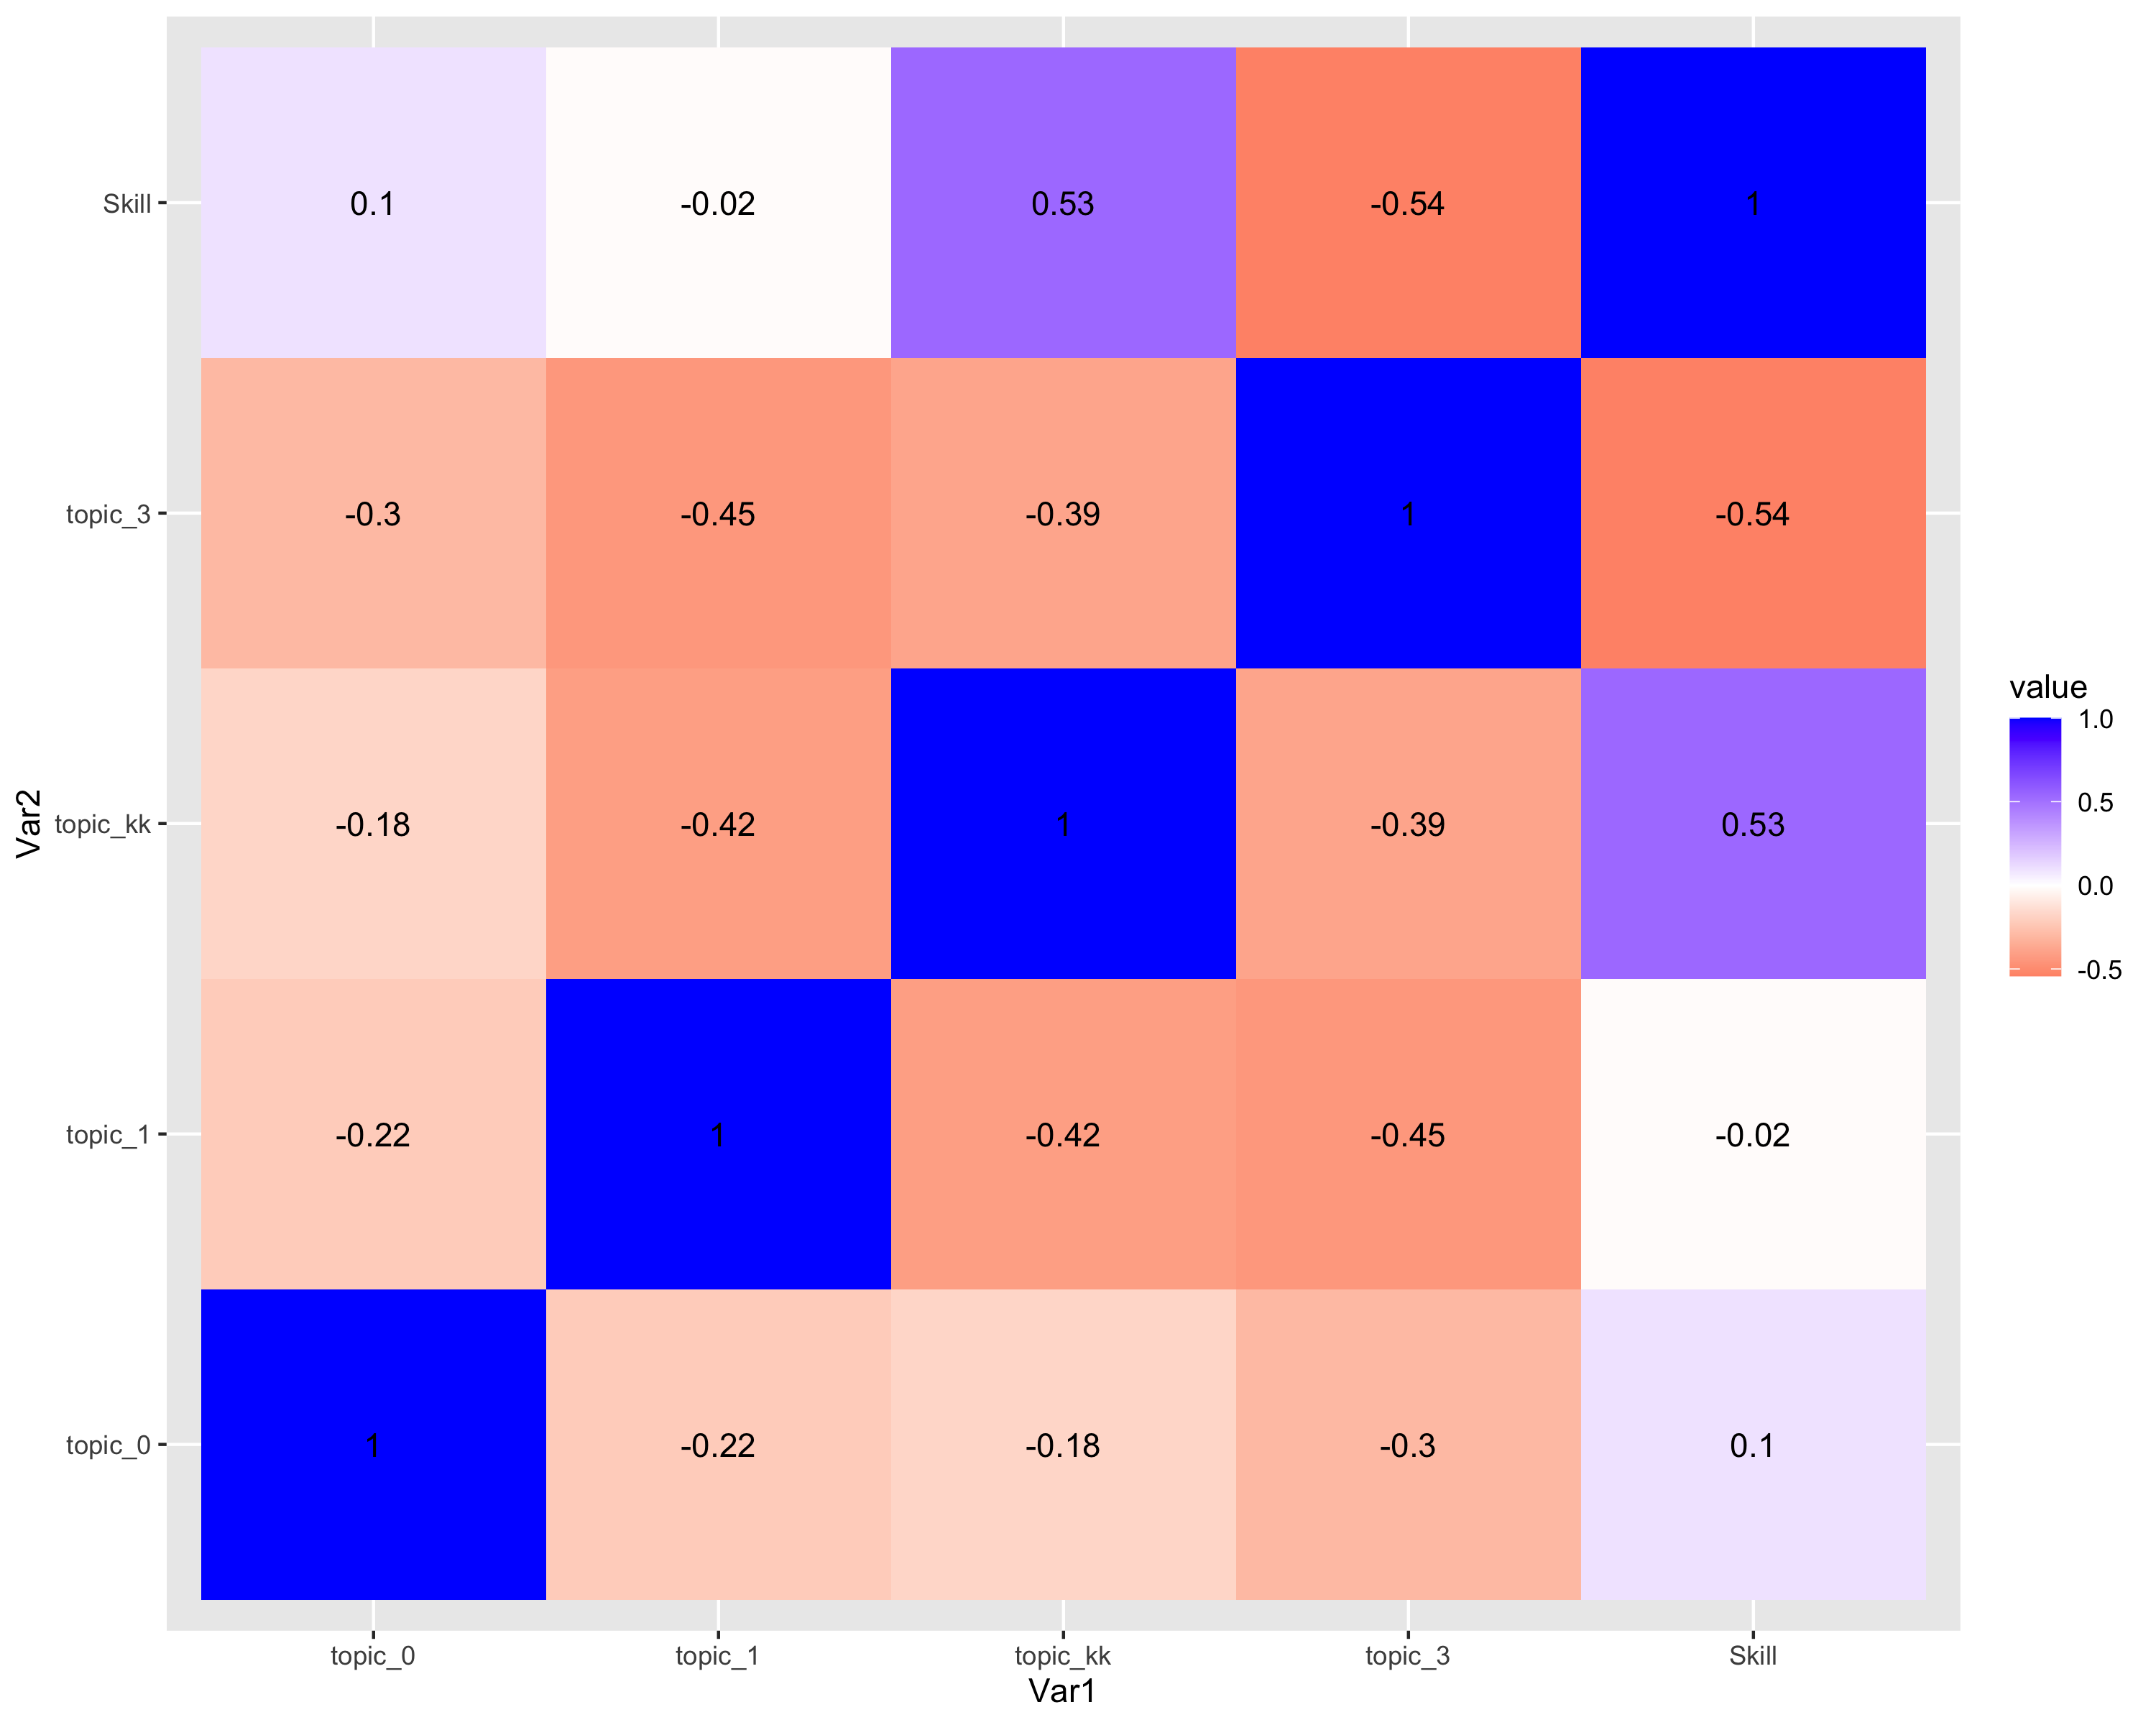 Skill 0.1 -0.02 0.53 -0.54 1
topic_3 -0.3 -0.45 -0.39 1 -0.54
topic_kk -0.18 -0.42 1 -0.39 0.53
topic_1 -0.22 1 -0.42 -0.45 -0.02
topic_0 1 -0.22 -0.18 -0.3 0.1
topic_0 topic_1 topic_kk topic_3 Skill
Var1
Var2
value
1.0
0.5
0.0
-0.5